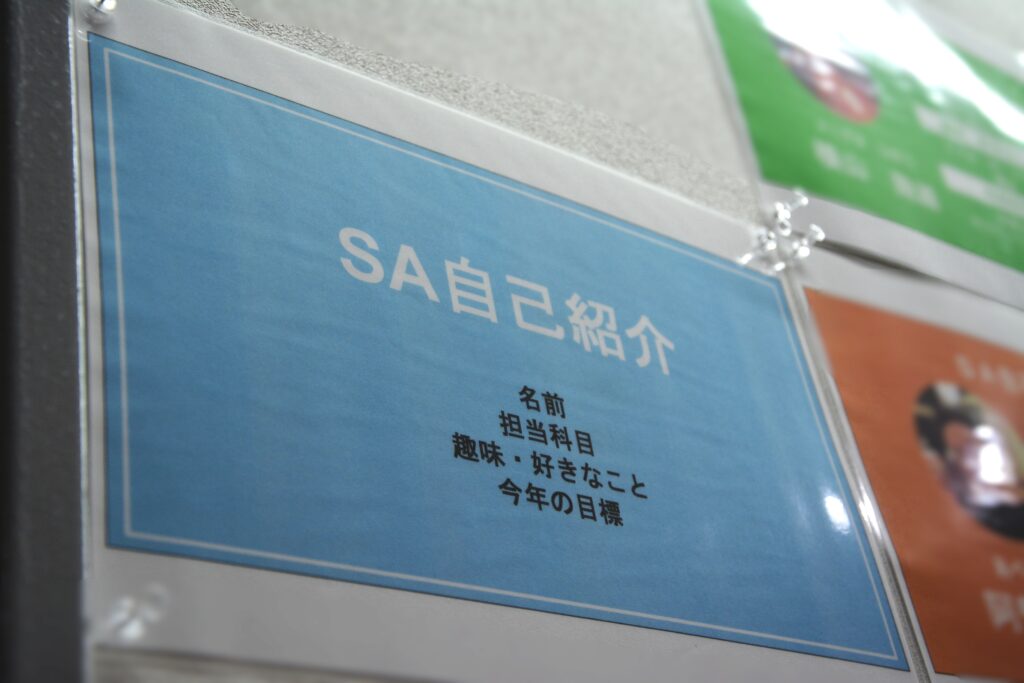 SA自己紹介
名前
担当科目
趣味・好きなこと
今年の目標